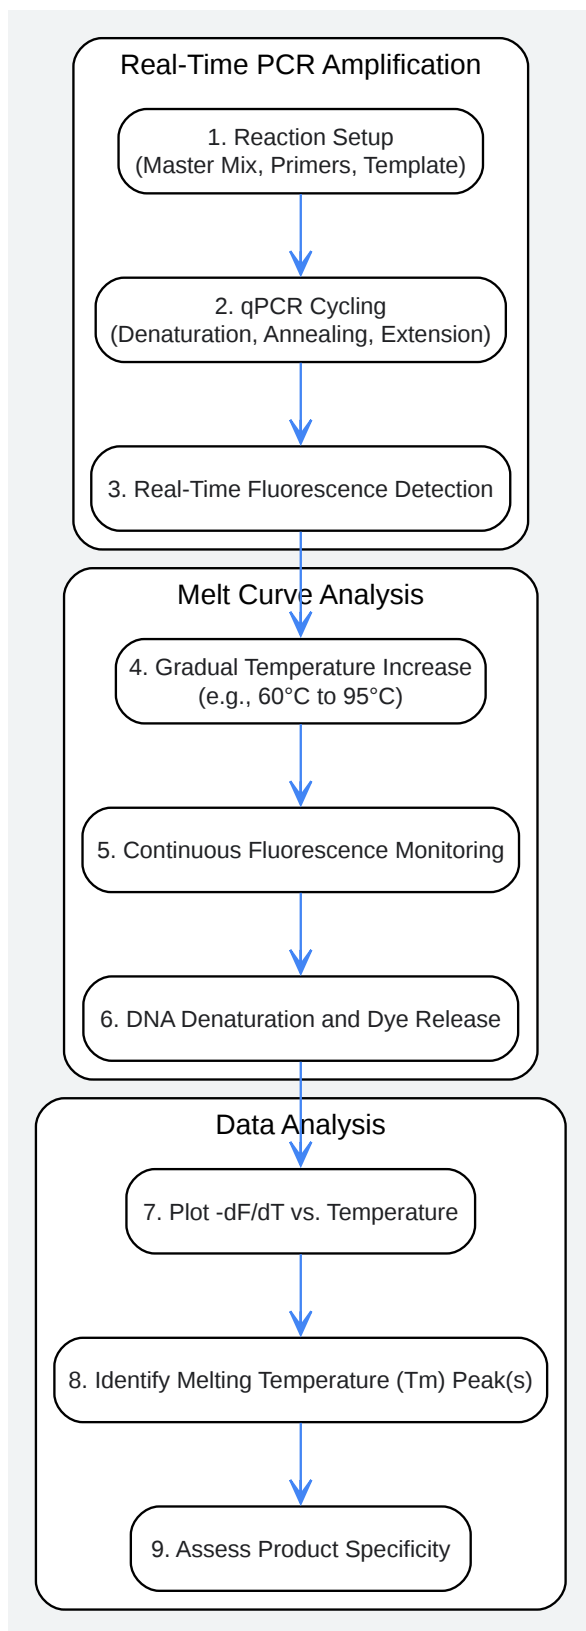 Real-Time PCR Amplification
1. Reaction Setup
(Master Mix, Primers, Template)
2. qPCR Cycling
(Denaturation, Annealing, Extension)
3. Real-Time Fluorescence Detection
Melt Curve Analysis
4. Gradual Temperature Increase
(e.g., 60°C to 95°C)
5. Continuous Fluorescence Monitoring
6. DNA Denaturation and Dye Release
Data Analysis
7. Plot -dF/dT vs. Temperature
8. Identify Melting Temperature (Tm) Peak(s)
9. Assess Product Specificity